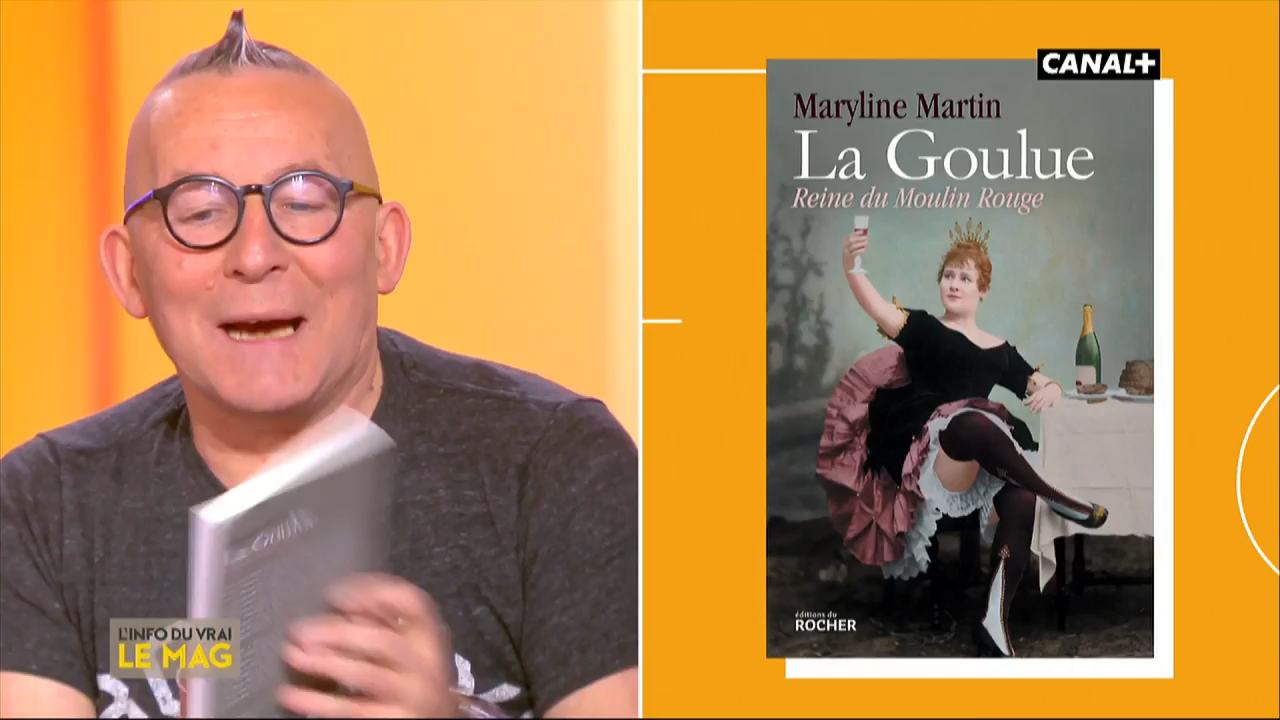 CANAL+
Maryline Martin
La Goulue
Reine du Moulin Rouge
éditions du
ROCHER
L'INFO DU VRAI
LE MAG